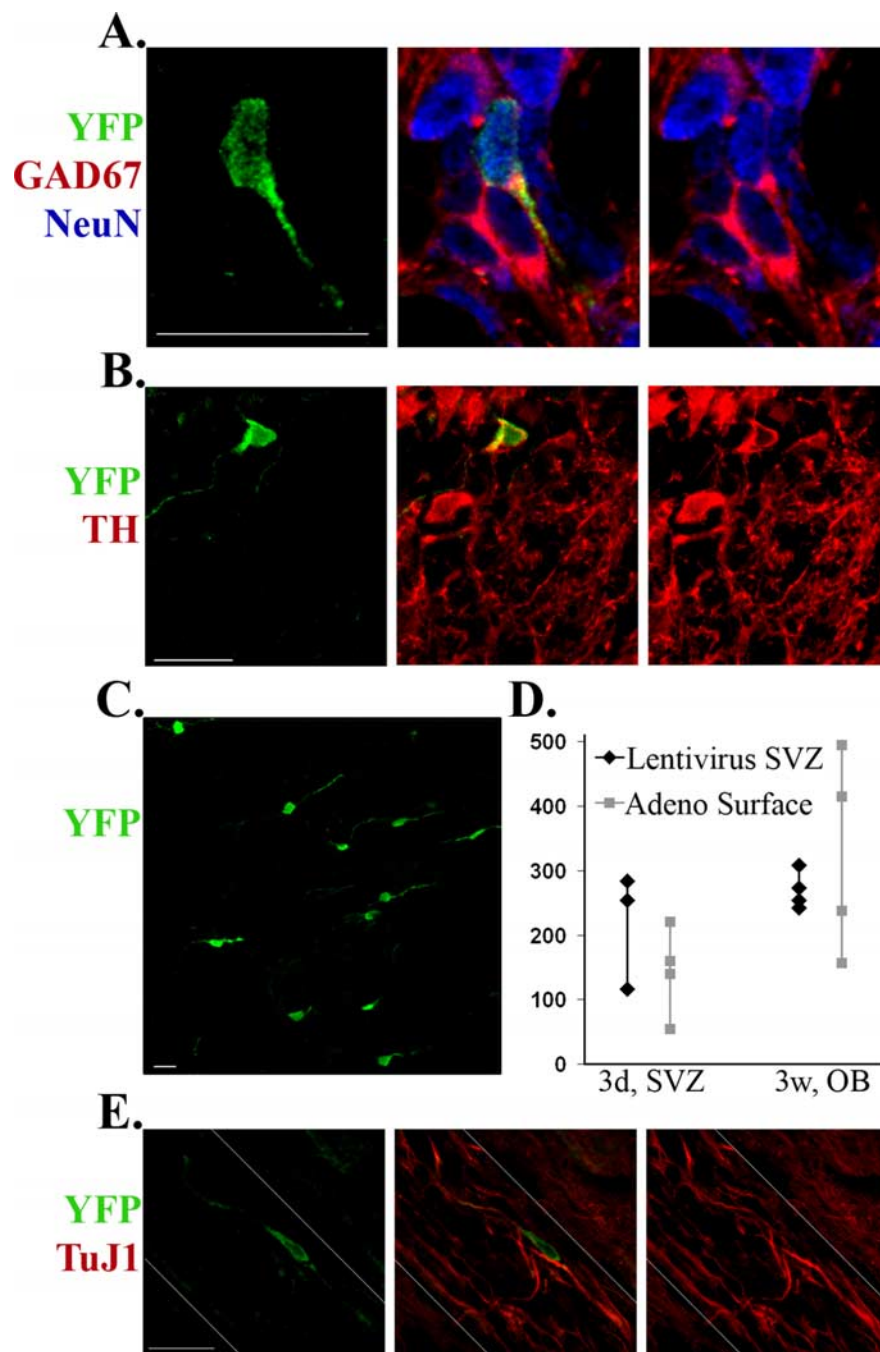 A.
YFP
GAD67
NeuN
B.
YFP
TH
C.
YFP
D.
500
400
300
200
100
0
Lentivirus SVZ
Adeno Surface
3d, SVZ
3w, OB
E.
YFP
TuJ1